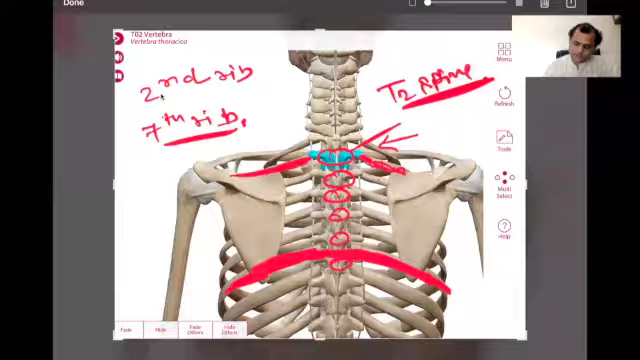 Done
T02 Vertebra
Vertebra thoracica
2nd rib
7th rib.
T2 spine
Menu
Refresh
Tools
Multi
Select
Help
Fade
Hide
Fade
Others
Hide
Others